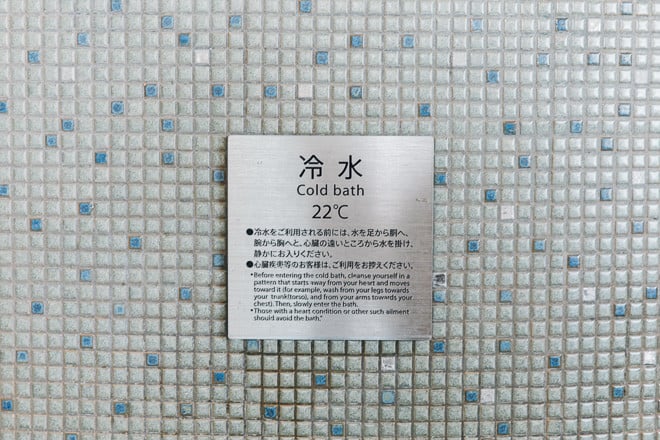 冷水
Cold bath
22℃
●冷水をご利用される前には、水を足から胴へ、
腕から胸へと、心臓の遠いところから水を掛け、
静かにお入りください。
●心臓疾患等のお客様は、ご利用をお控えください。
*Before entering the cold bath, cleanse yourself in a
pattern that starts away from your heart and moves
toward it (for example, wash from your legs towards
your trunk(torso), and from your arms towards your
chest). Then, slowly enter the bath.
*Those with a heart condition or other such ailment
should avoid the bath."